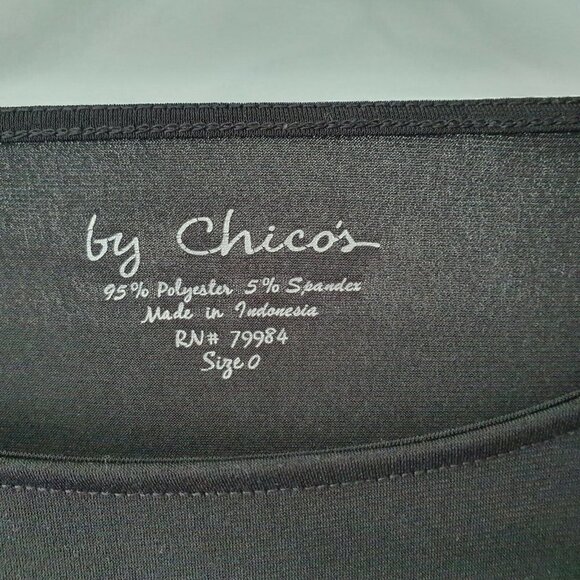 by Chico's
95% Polyester 5% Spandex
Made in Indonesia
RN# 79984
Size 0